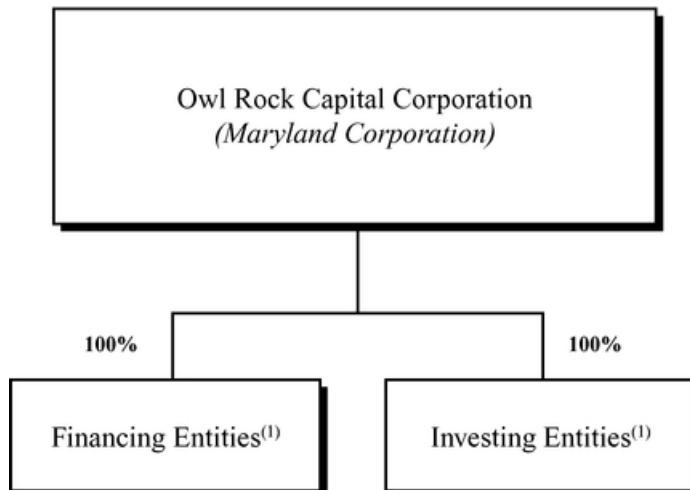 Owl Rock Capital Corporation
(Maryland Corporation)
100%
100%
Financing Entities(1)
Investing Entities(1)